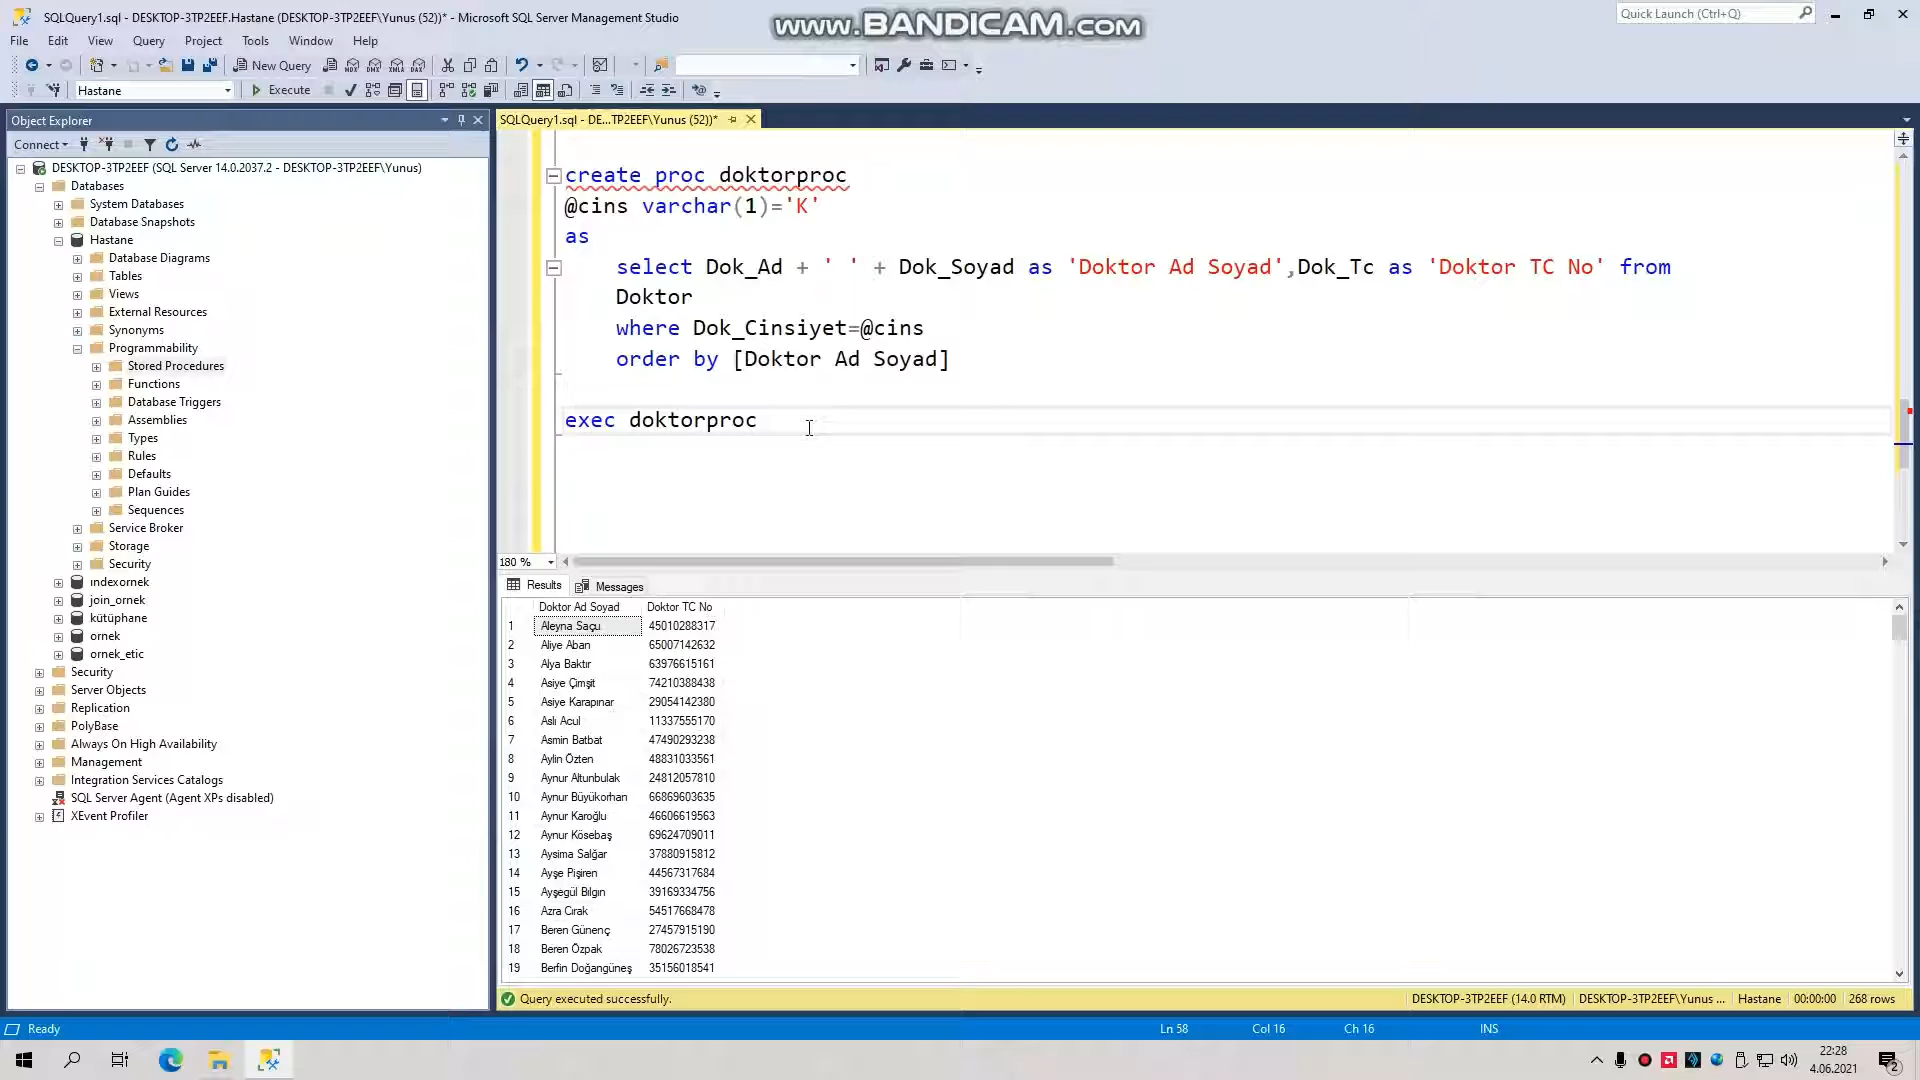 SQLQuery1.sql - DESKTOP-3TP2EEF.Hastane (DESKTOP-3TP2EEF\Yunus (52))* - Microsoft SQL Server Management Studio
www.BANDICAM.com
Quick Launch (Ctrl+Q)
File Edit View Query Project Tools Window Help
New Query
MDX DMX XMLA DAX
Hastane
Execute
Object Explorer
SQLQuery1.sql - DE...TP2EEF\Yunus (52))*
Connect
DESKTOP-3TP2EEF (SQL Server 14.0.2037.2 - DESKTOP-3TP2EEF\Yunus)
Databases
System Databases
Database Snapshots
Hastane
Database Diagrams
Tables
Views
External Resources
Synonyms
Programmability
Stored Procedures
Functions
Database Triggers
Assemblies
Types
Rules
Defaults
Plan Guides
Sequences
Service Broker
Storage
Security
ındexornek
join_ornek
kütüphane
ornek
ornek_etic
Security
Server Objects
Replication
PolyBase
Always On High Availability
Management
Integration Services Catalogs
SQL Server Agent (Agent XPs disabled)
XEvent Profiler
create proc doktorproc
@cins varchar(1)='K'
as
select Dok_Ad + ' ' + Dok_Soyad as 'Doktor Ad Soyad',Dok_Tc as 'Doktor TC No' from
Doktor
where Dok_Cinsiyet=@cins
order by [Doktor Ad Soyad]
exec doktorproc
180 %
Results Messages
Doktor Ad Soyad Doktor TC No
1 Aleyna Saçu 45010288317
2 Aliye Aban 65007142632
3 Alya Baktır 63976615161
4 Asiye Çimşit 74210388438
5 Asiye Karapınar 29054142380
6 Aslı Acul 11337555170
7 Asmin Batbat 47490293238
8 Aylin Özten 48831033561
9 Aynur Altunbulak 24812057810
10 Aynur Büyükorhan 66869603635
11 Aynur Karoğlu 46606619563
12 Aynur Kösebaş 69624709011
13 Aysima Salğar 37880915812
14 Ayşe Pişiren 44567317684
15 Ayşegül Bilgin 39169334756
16 Azra Cırak 54517668478
17 Beren Günenç 27457915190
18 Beren Özpak 78026723538
19 Berfin Doğangüneş 35156018541
Query executed successfully.
DESKTOP-3TP2EEF (14.0 RTM) DESKTOP-3TP2EEF\Yunus ... Hastane 00:00:00 268 rows
Ready
Ln 58 Col 16 Ch 16 INS
22:28
4.06.2021
2